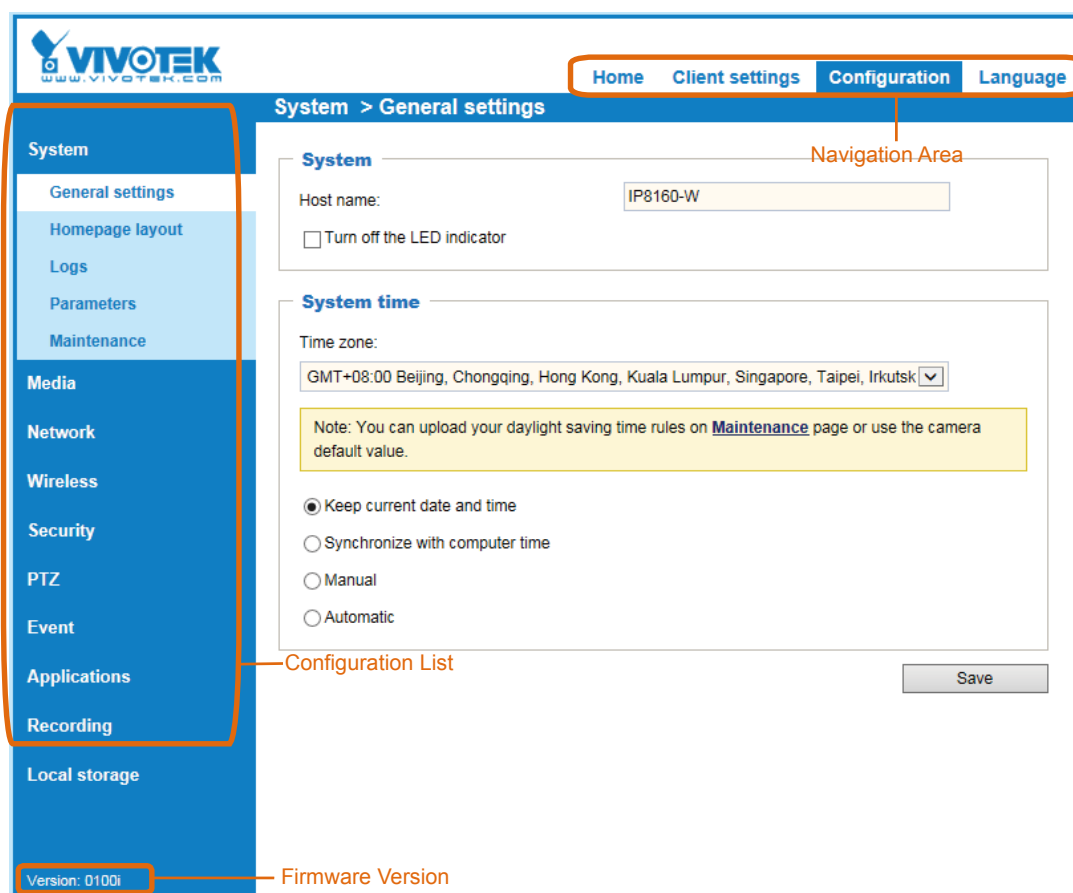 VIVOTEK
www.vivotek.com
Home Client settings Configuration Language
System > General settings
Navigation Area
System
General settings
Homepage layout
Logs
Parameters
Maintenance
Media
Network
Wireless
Security
PTZ
Event
Applications
Recording
Local storage
Version: 0100i
System
Host name: IP8160-W
Turn off the LED indicator
System time
Time zone:
GMT+08:00 Beijing, Chongqing, Hong Kong, Kuala Lumpur, Singapore, Taipei, Irkutsk
Note: You can upload your daylight saving time rules on Maintenance page or use the camera
default value.
Keep current date and time
Synchronize with computer time
Manual
Automatic
Configuration List
Save
Firmware Version